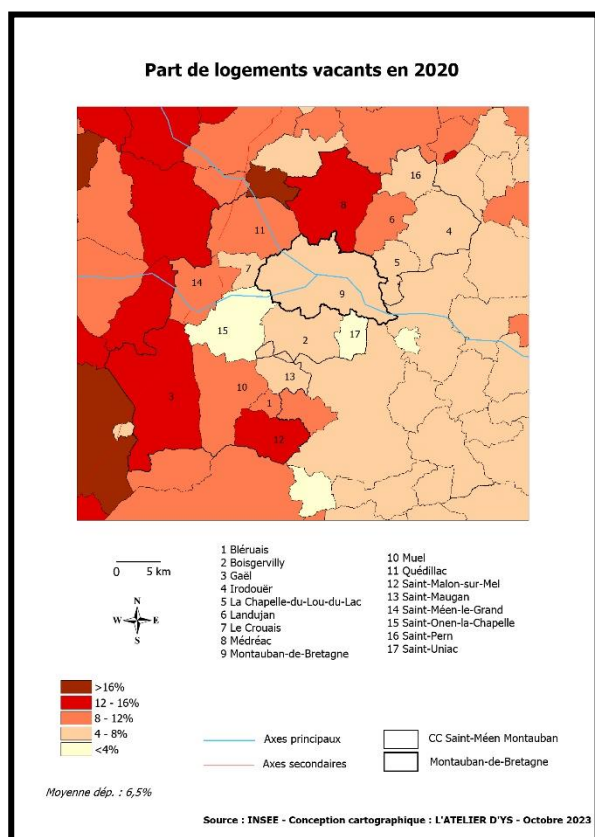 Part de logements vacants en 2020
16
8
6
11
4
5
7
14
9
15
2
17
13
10
3
1
12
0 5 km
N
W E
S
1 Bléruais
2 Boisgervilly
3 Gaël
4 Irodouër
5 La Chapelle-du-Lou-du-Lac
6 Landujan
7 Le Crouais
8 Médréac
9 Montauban-de-Bretagne
10 Muel
11 Quédillac
12 Saint-Malon-sur-Mel
13 Saint-Maugan
14 Saint-Méen-le-Grand
15 Saint-Onen-la-Chapelle
16 Saint-Pern
17 Saint-Uniac
>16%
12 - 16%
8 - 12%
4 - 8%
<4%
Axes principaux
Axes secondaires
CC Saint-Méen Montauban
Montauban-de-Bretagne
Moyenne dép. : 6,5%
Source : INSEE - Conception cartographique : L'ATELIER D'YS - Octobre 2023